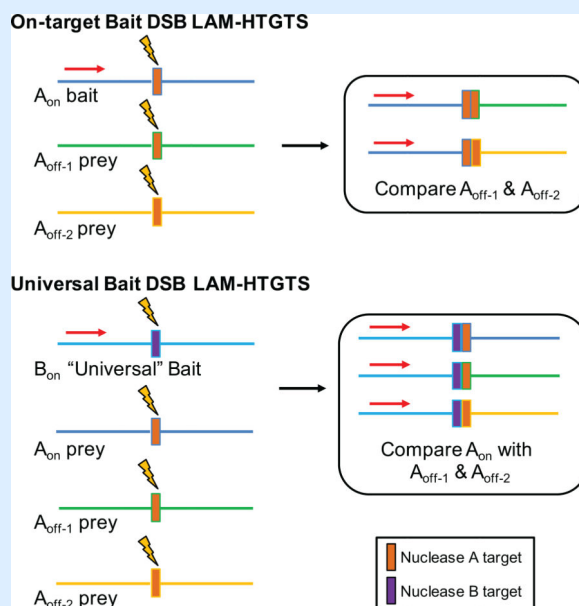 On-target Bait DSB LAM-HTGTS
Aon bait
Aoff-1 prey
Aoff-2 prey
Compare Aoff-1 & Aoff-2
Universal Bait DSB LAM-HTGTS
Bon “Universal” Bait
Aon prey
Aoff-1 prey
Aoff-2 prey
Compare Aon with
Aoff-1 & Aoff-2
Nuclease A target
Nuclease B target